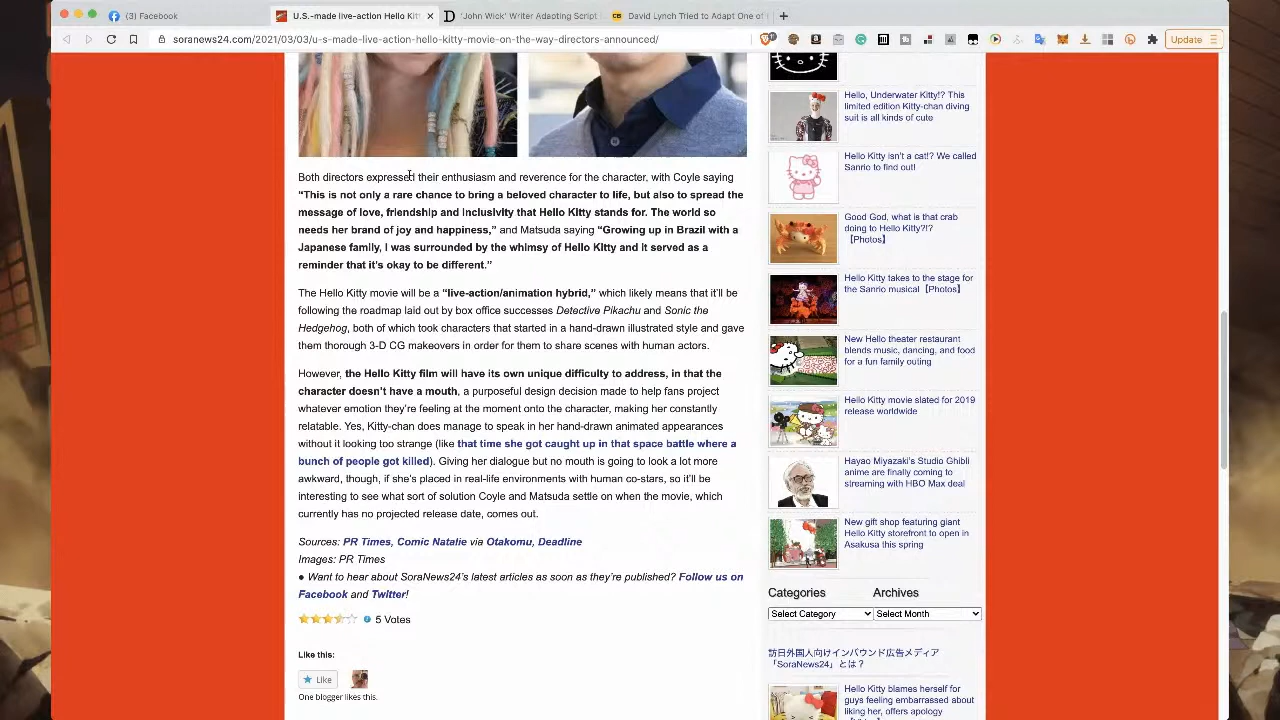 (3) Facebook
U.S.-made live-action Hello Kitt
'John Wick' Writer Adapting Script
David Lynch Tried to Adapt One of
soranews24.com/2021/03/03/u-s-made-live-action-hello-kitty-movie-on-the-way-directors-announced/
Update
Both directors expressed their enthusiasm and reverence for the character, with Coyle saying
“This is not only a rare chance to bring a beloved character to life, but also to spread the
message of love, friendship and inclusivity that Hello Kitty stands for. The world so
needs her brand of joy and happiness,” and Matsuda saying “Growing up in Brazil with a
Japanese family, I was surrounded by the whimsy of Hello Kitty and it served as a
reminder that it’s okay to be different.”
The Hello Kitty movie will be a “live-action/animation hybrid,” which likely means that it’ll be
following the roadmap laid out by box office successes Detective Pikachu and Sonic the
Hedgehog, both of which took characters that started in a hand-drawn illustrated style and gave
them thorough 3-D CG makeovers in order for them to share scenes with human actors.
However, the Hello Kitty film will have its own unique difficulty to address, in that the
character doesn’t have a mouth, a purposeful design decision made to help fans project
whatever emotion they’re feeling at the moment onto the character, making her constantly
relatable. Yes, Kitty-chan does manage to speak in her hand-drawn animated appearances
without it looking too strange (like that time she got caught up in that space battle where a
bunch of people got killed). Giving her dialogue but no mouth is going to look a lot more
awkward, though, if she’s placed in real-life environments with human co-stars, so it’ll be
interesting to see what sort of solution Coyle and Matsuda settle on when the movie, which
currently has no projected release date, comes out.
Sources: PR Times, Comic Natalie via Otakomu, Deadline
Images: PR Times
● Want to hear about SoraNews24’s latest articles as soon as they’re published? Follow us on
Facebook and Twitter!
5 Votes
Like this:
Like
One blogger likes this.
Hello, Underwater Kitty!? This
limited edition Kitty-chan diving
suit is all kinds of cute
Hello Kitty isn’t a cat!? We called
Sanrio to find out!
Good God, what is that crab
doing to Hello Kitty?!?
【Photos】
Hello Kitty takes to the stage for
the Sanrio musical【Photos】
New Hello theater restaurant
blends music, dancing, and food
for a fun family outing
Hello Kitty movie slated for 2019
release worldwide
Hayao Miyazaki’s Studio Ghibli
anime are finally coming to
streaming with HBO Max deal
New gift shop featuring giant
Hello Kitty storefront to open in
Asakusa this spring
Categories Archives
Select Category Select Month
訪日外国人向けインバウンド広告メディア
「SoraNews24」とは？
Hello Kitty blames herself for
guys feeling embarrassed about
liking her, offers apology